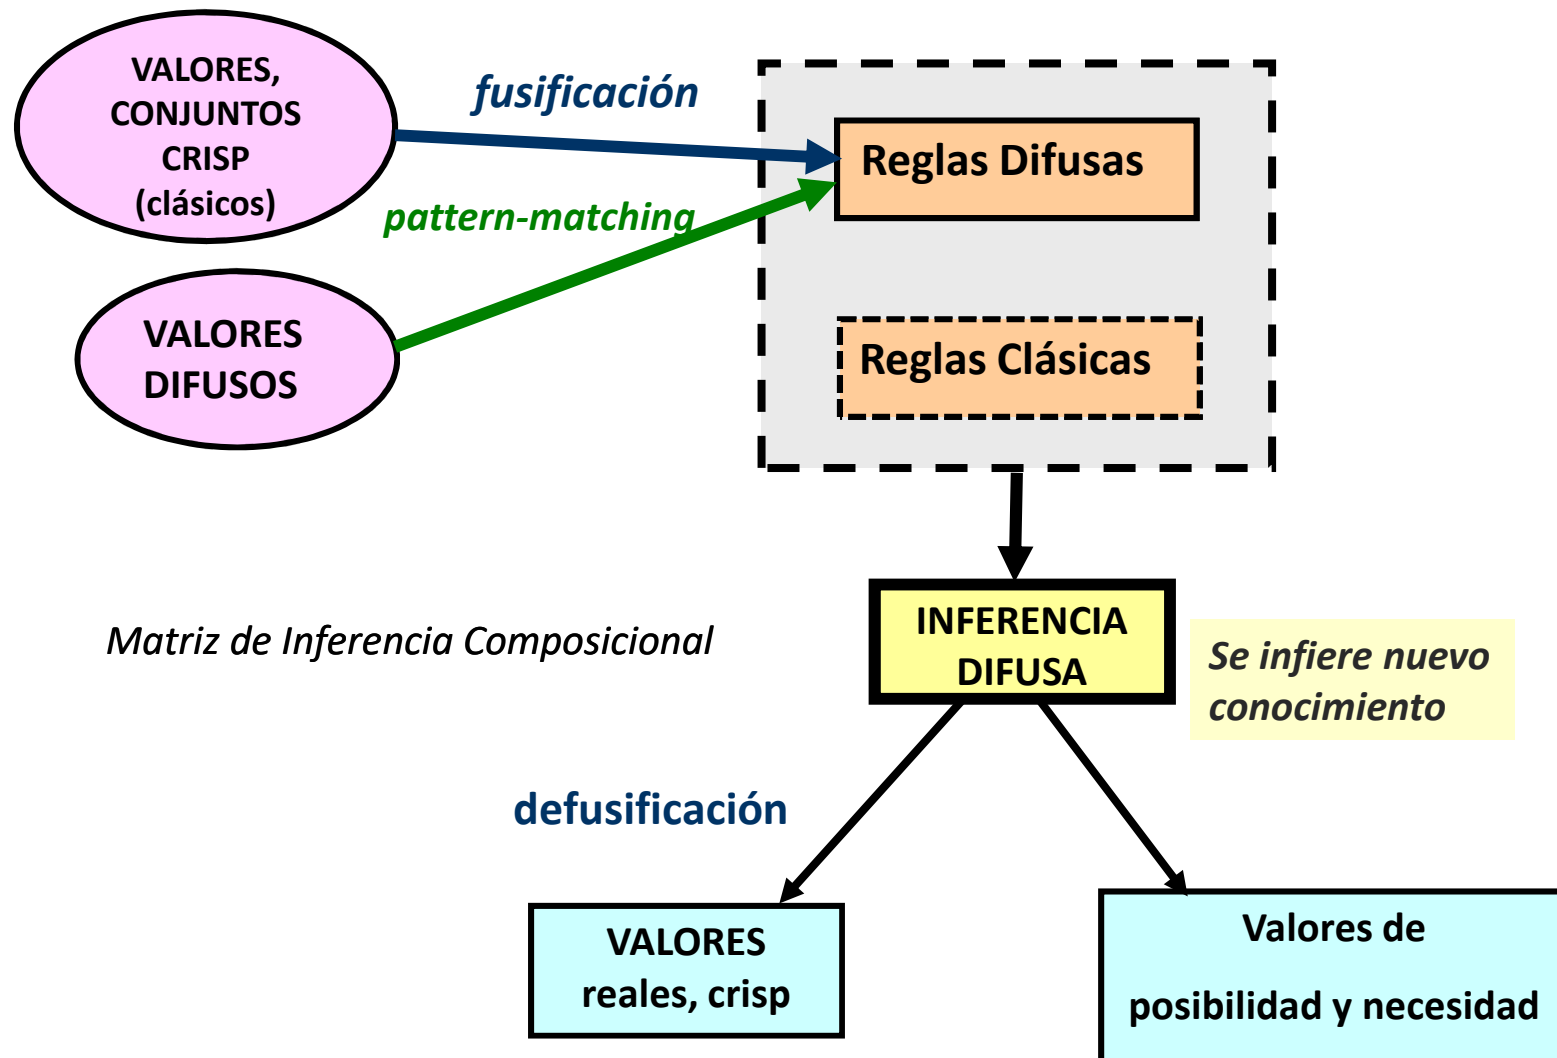 VALORES,
CONJUNTOS
CRISP
(clásicos)
fusificación
Reglas Difusas
pattern-matching
VALORES
DIFUSOS
Reglas Clásicas
INFERENCIA
DIFUSA
Matriz de Inferencia Composicional
Se infiere nuevo
conocimiento
defusificación
VALORES
reales, crisp
Valores de
posibilidad y necesidad